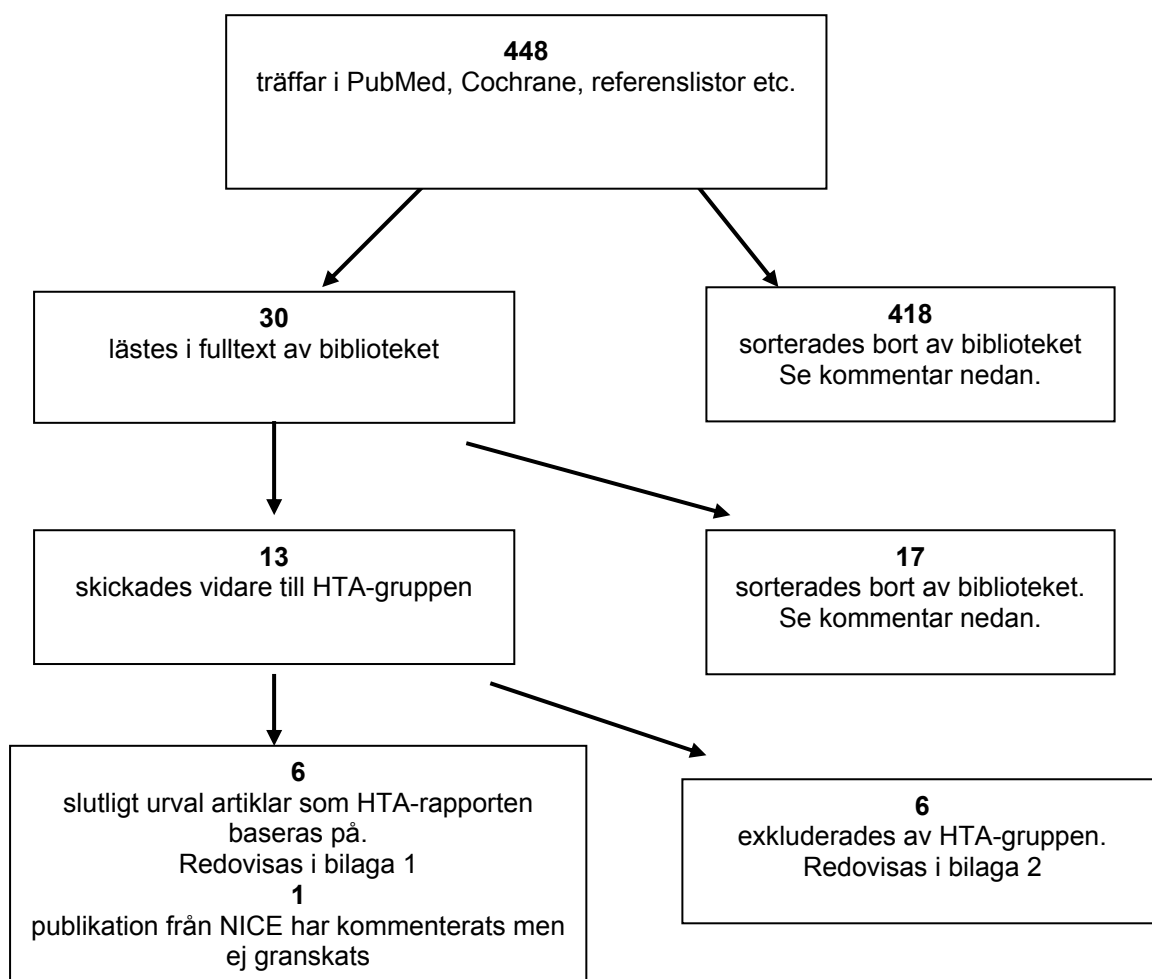 448
träffar i PubMed, Cochrane, referenslistor etc.
30
lästes i fulltext av biblioteket
418
sorterades bort av biblioteket
Se kommentar nedan.
13
skickades vidare till HTA-gruppen
17
sorterades bort av biblioteket.
Se kommentar nedan.
6
slutligt urval artiklar som HTA-rapporten
baseras på.
Redovisas i bilaga 1
1
publikation från NICE har kommenterats men
ej granskats
6
exkluderades av HTA-gruppen.
Redovisas i bilaga 2